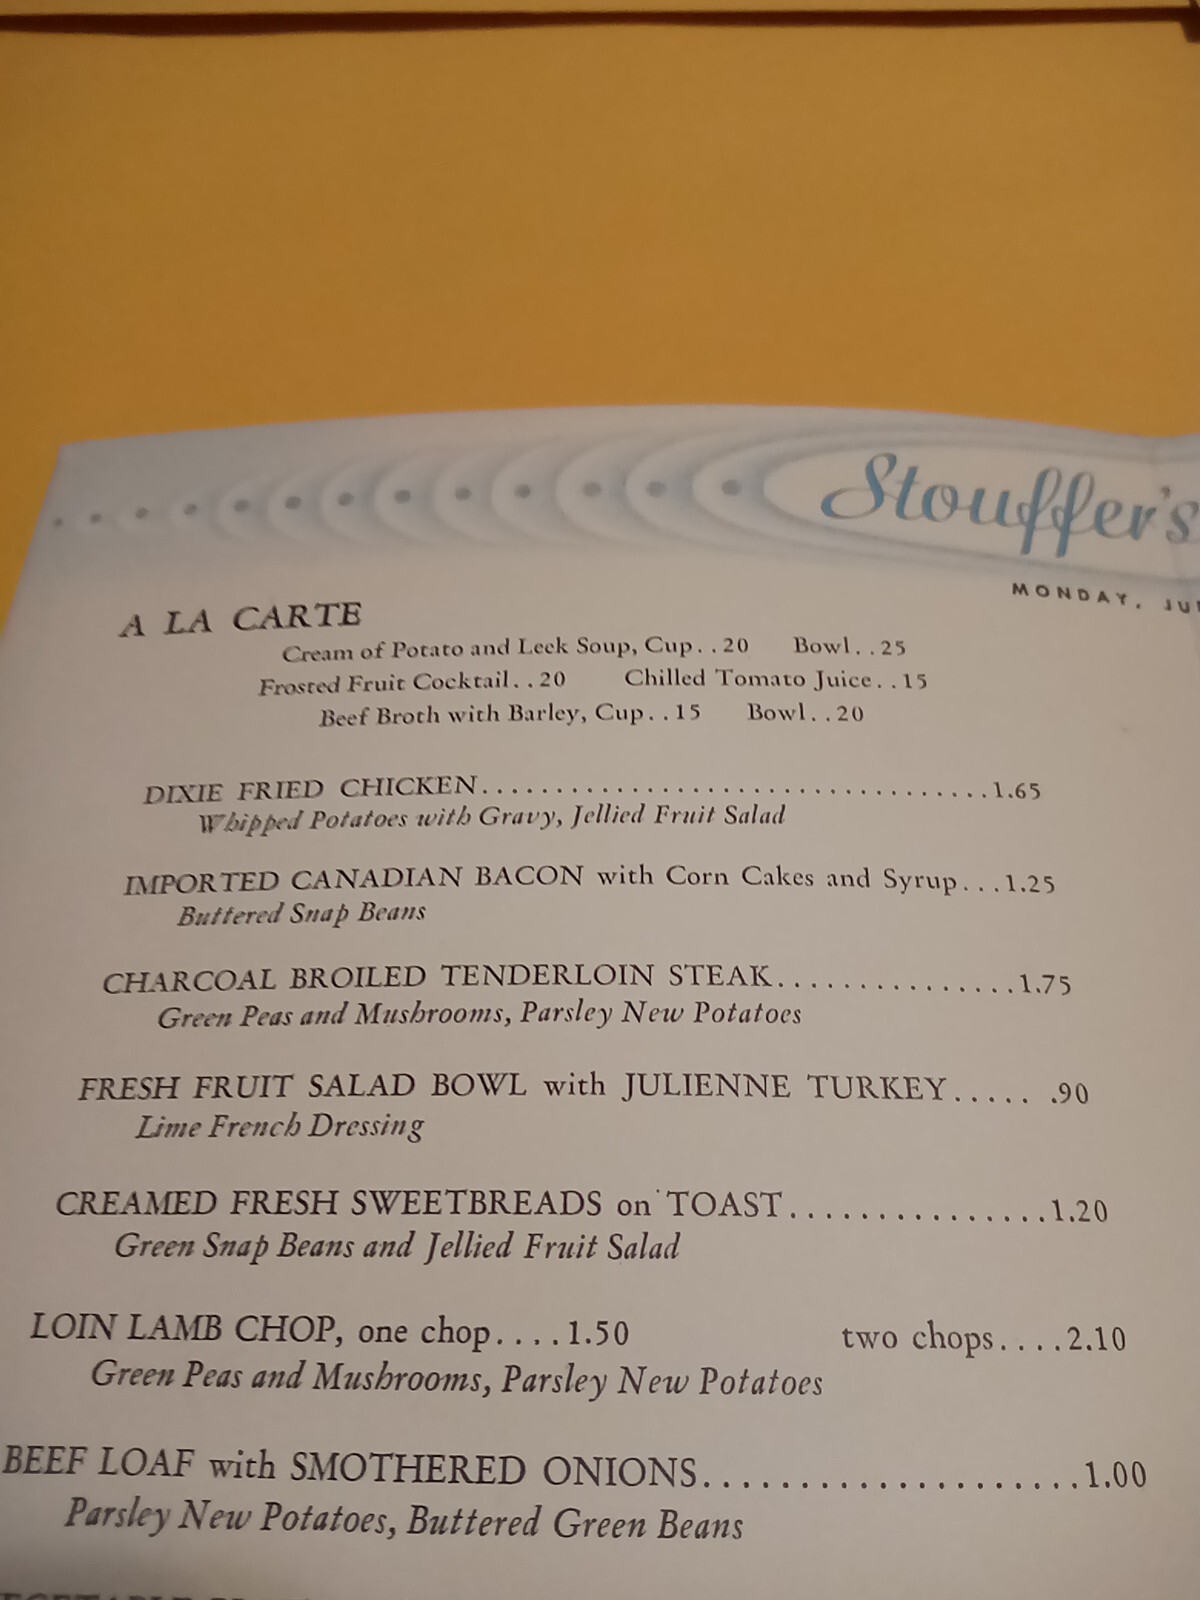 Stouffer's
MONDAY, JU
A LA CARTE
Cream of Potato and Leek Soup, Cup..20 Bowl..25
Frosted Fruit Cocktail..20 Chilled Tomato Juice..15
Beef Broth with Barley, Cup..15 Bowl..20
DIXIE FRIED CHICKEN...................................1.65
Whipped Potatoes with Gravy, Jellied Fruit Salad
IMPORTED CANADIAN BACON with Corn Cakes and Syrup...1.25
Buttered Snap Beans
CHARCOAL BROILED TENDERLOIN STEAK...............1.75
Green Peas and Mushrooms, Parsley New Potatoes
FRESH FRUIT SALAD BOWL with JULIENNE TURKEY..... .90
Lime French Dressing
CREAMED FRESH SWEETBREADS on TOAST................1.20
Green Snap Beans and Jellied Fruit Salad
LOIN LAMB CHOP, one chop....1.50 two chops....2.10
Green Peas and Mushrooms, Parsley New Potatoes
BEEF LOAF with SMOTHERED ONIONS....................1.00
Parsley New Potatoes, Buttered Green Beans